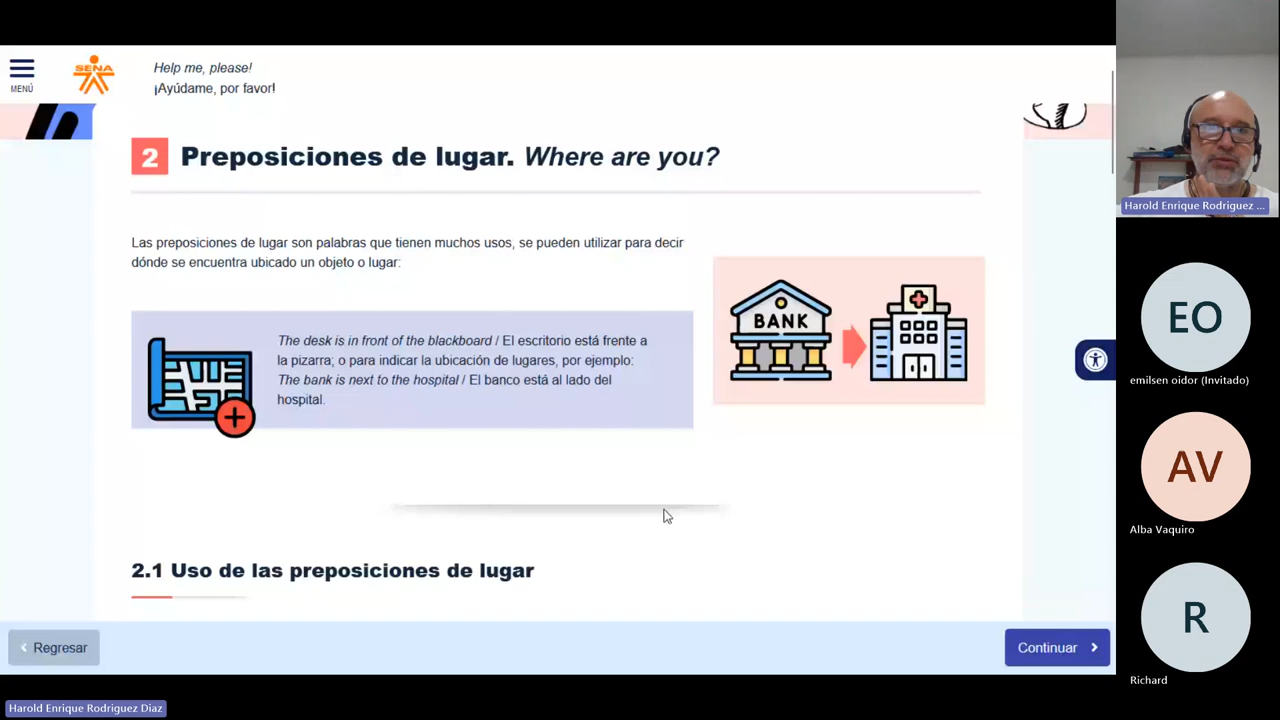 MENÚ
SENA
Help me, please!
¡Ayúdame, por favor!
2 Preposiciones de lugar. Where are you?
Las preposiciones de lugar son palabras que tienen muchos usos, se pueden utilizar para decir
dónde se encuentra ubicado un objeto o lugar:
The desk is in front of the blackboard / El escritorio está frente a
la pizarra; o para indicar la ubicación de lugares, por ejemplo:
The bank is next to the hospital / El banco está al lado del
hospital.
BANK
2.1 Uso de las preposiciones de lugar
Regresar
Continuar
Harold Enrique Rodriguez Diaz
Harold Enrique Rodriguez ...
EO
emilsen oidor (Invitado)
AV
Alba Vaquiro
R
Richard